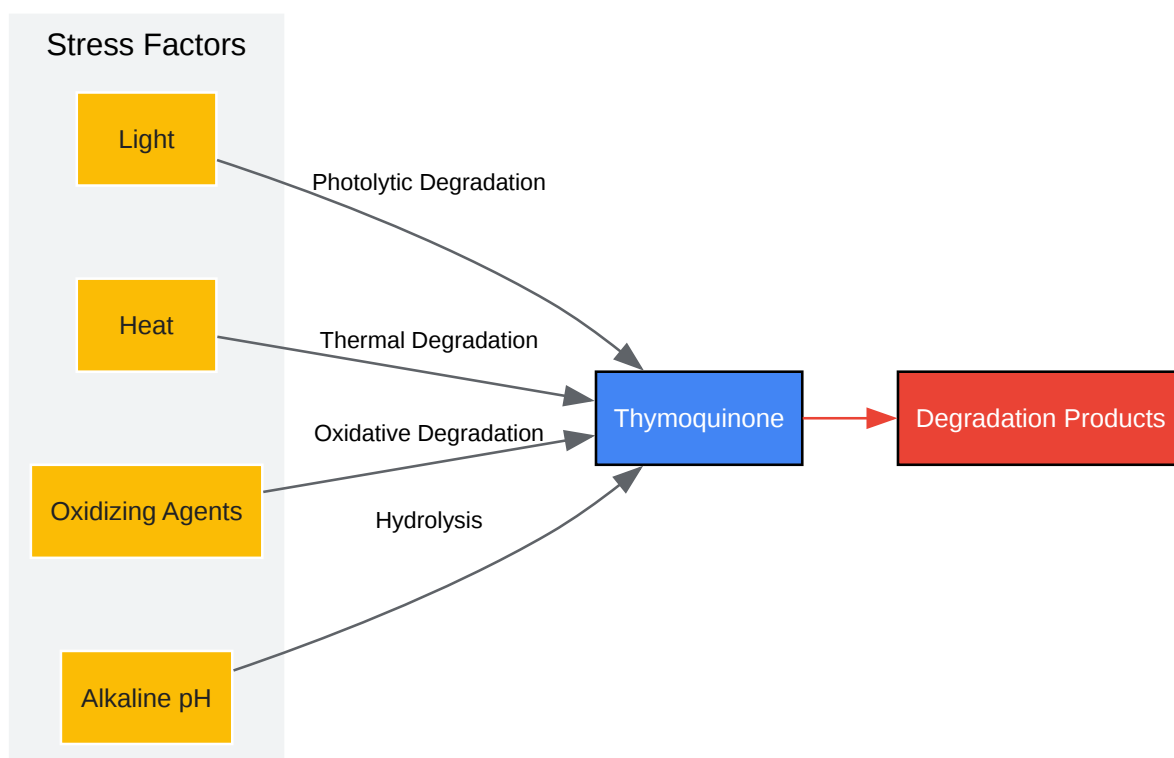 Stress Factors
Light
Photolytic Degradation
Heat
Thermal Degradation
Thymoquinone
Degradation Products
Oxidative Degradation
Oxidizing Agents
Hydrolysis
Alkaline pH